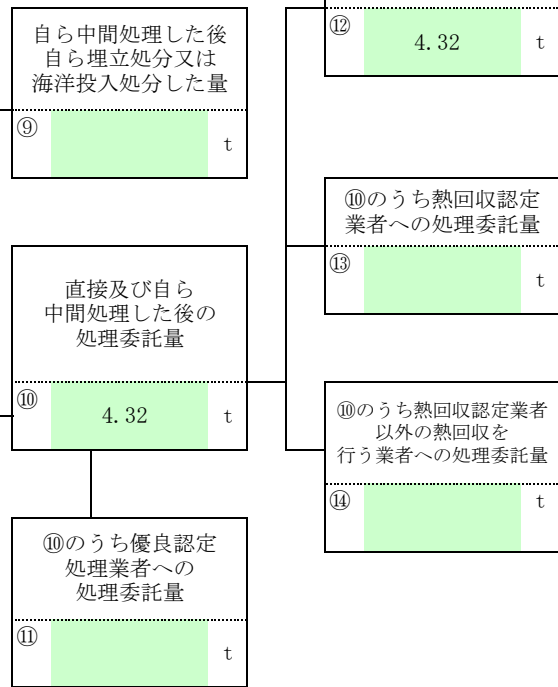 自ら中間処理した後
自ら埋立処分又は
海洋投入処分した量
⑨ t
直接及び自ら
中間処理した後の
処理委託量
⑩ 4.32 t
⑩のうち優良認定
処理業者への
処理委託量
⑪ t
⑫ 4.32 t
⑩のうち熱回収認定
業者への処理委託量
⑬ t
⑩のうち熱回収認定業者
以外の熱回収を
行う業者への処理委託量
⑭ t